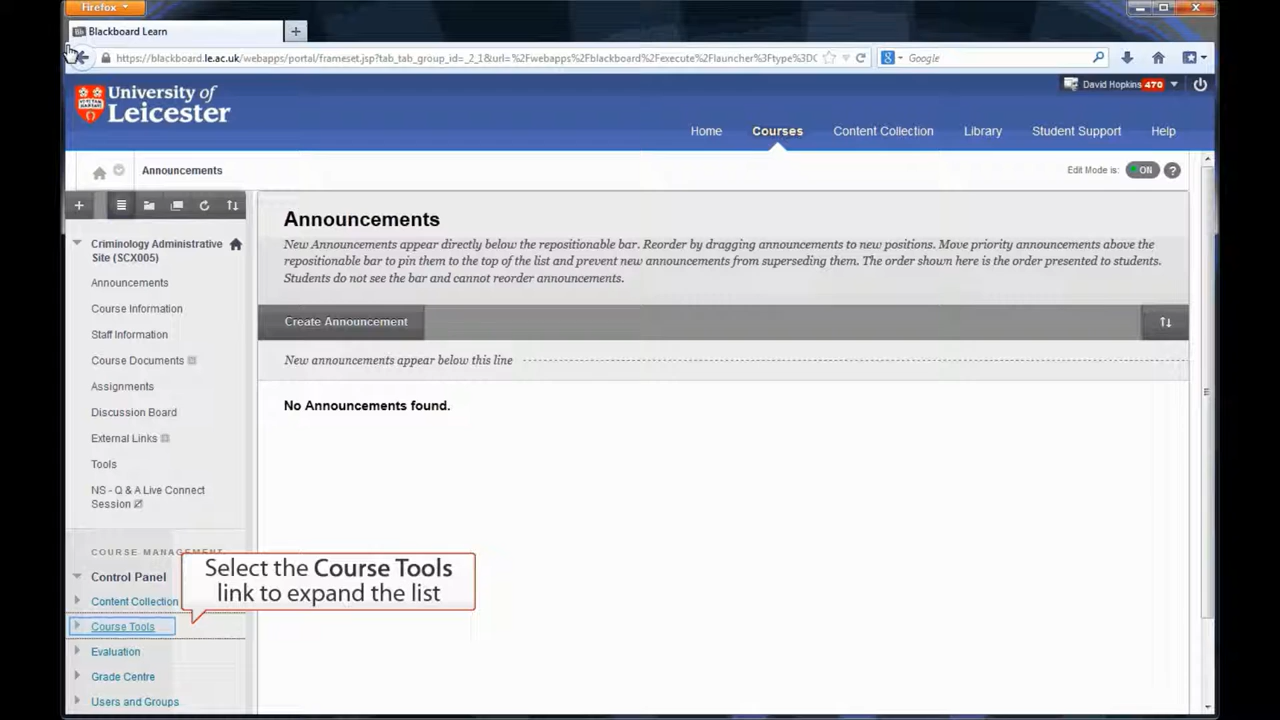 Firefox
Blackboard Learn
https://blackboard.le.ac.uk/webapps/portal/frameset.jsp?tab_tab_group_id=_2_1&url=%2Fwebapps%2Fblackboard%2Fexecute%2Flauncher%3Ftype%3DC
Google
University of
Leicester
David Hopkins 470
Home
Courses
Content Collection
Library
Student Support
Help
Announcements
Edit Mode is: ON ?
Criminology Administrative
Site (SCX005)
Announcements
Course Information
Staff Information
Course Documents
Assignments
Discussion Board
External Links
Tools
NS - Q & A Live Connect
Session
COURSE MANAGEMENT
Control Panel
Content Collection
Course Tools
Evaluation
Grade Centre
Users and Groups
Announcements
New Announcements appear directly below the repositionable bar. Reorder by dragging announcements to new positions. Move priority announcements above the
repositionable bar to pin them to the top of the list and prevent new announcements from superseding them. The order shown here is the order presented to students.
Students do not see the bar and cannot reorder announcements.
Create Announcement
New announcements appear below this line
No Announcements found.
Select the Course Tools
link to expand the list